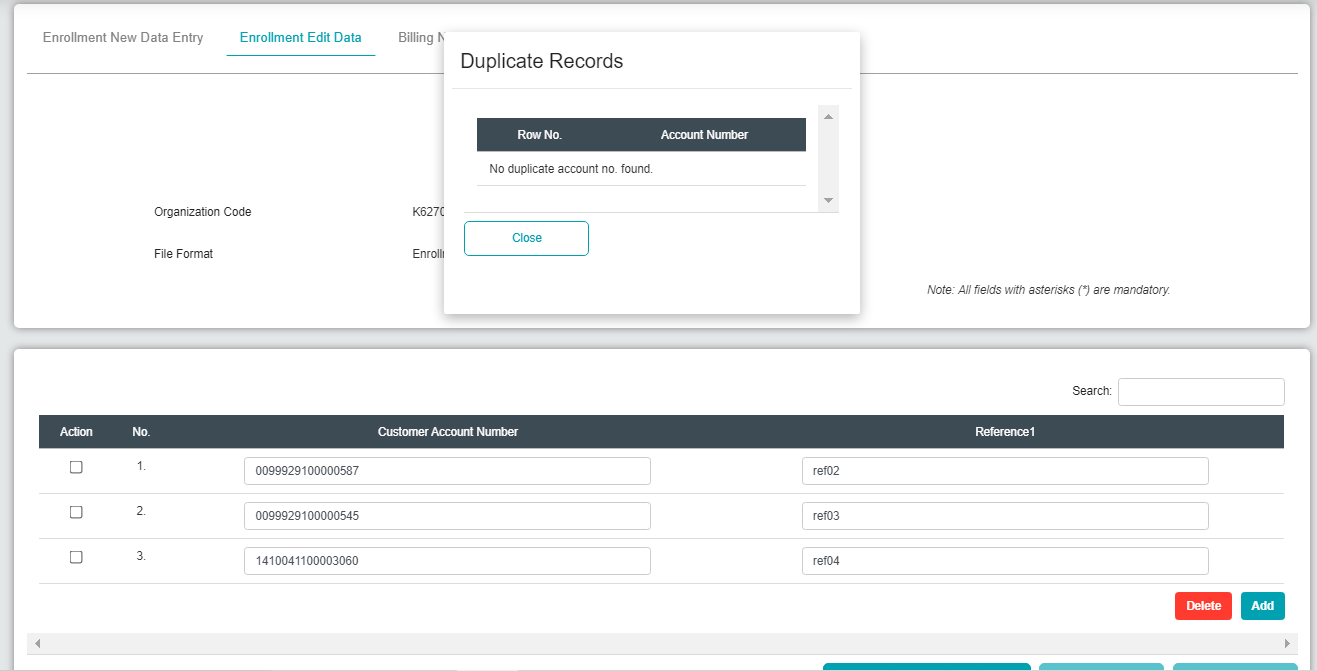 Enrollment New Data Entry
Enrollment Edit Data
Billing
Duplicate Records
Row No. Account Number
No duplicate account no. found.
Close
Organization Code K6270
File Format
Note: All fields with asterisks (*) are mandatory.
Search:
Action No. Customer Account Number Reference1
1. 0099929100000587 ref02
2. 0099929100000545 ref03
3. 1410041100003060 ref04
Delete Add